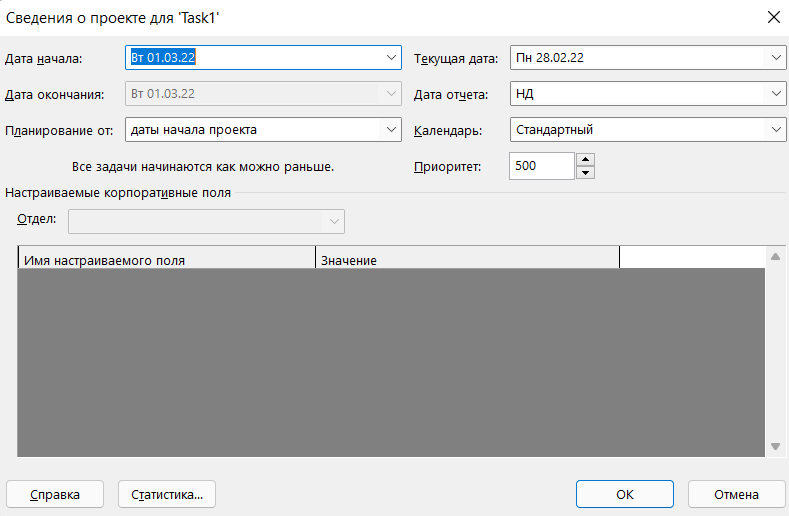 Сведения о проекте для 'Task1'
Дата начала: Вт 01.03.22 Текущая дата: Пн 28.02.22
Дата окончания: Вт 01.03.22 Дата отчета: НД
Планирование от: даты начала проекта Календарь: Стандартный
Все задачи начинаются как можно раньше. Приоритет: 500
Настраиваемые корпоративные поля
Отдел:
Имя настраиваемого поля Значение
Справка Статистика... ОК Отмена